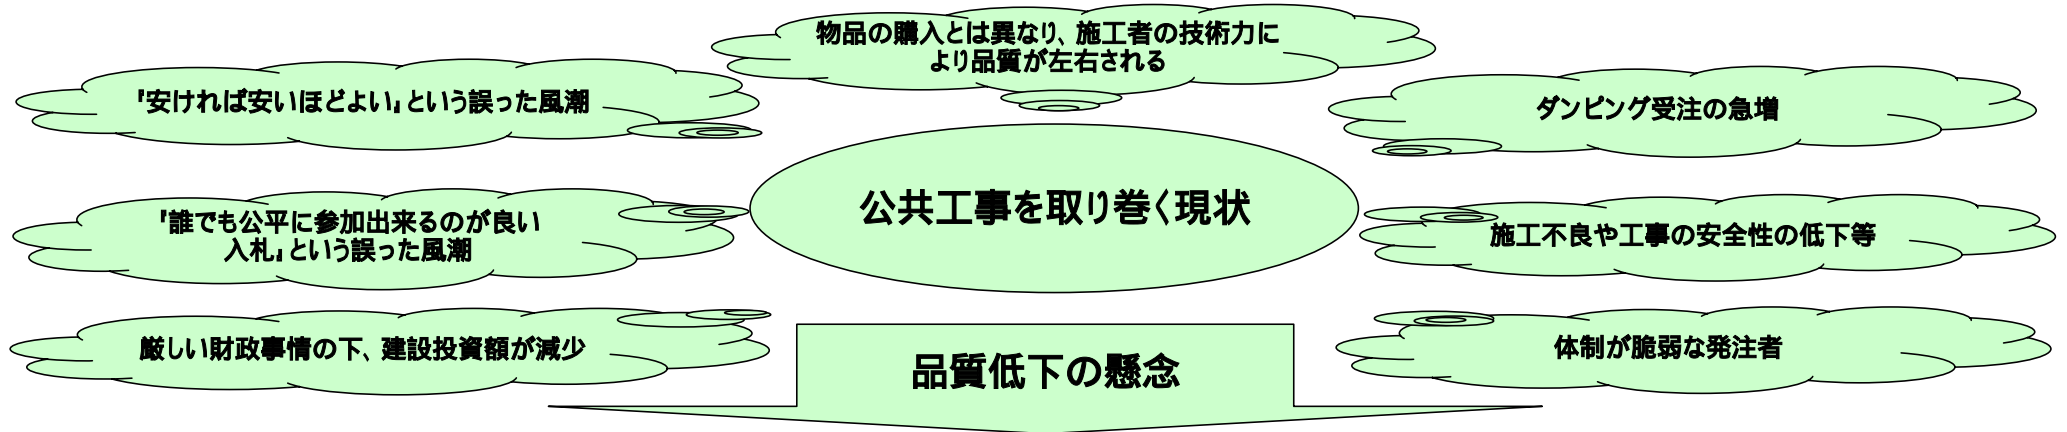 物品の購入とは異なり、施工者の技術力に
より品質が左右される
「安ければ安いほどよい」という誤った風潮
ダンピング受注の急増
公共工事を取り巻く現状
「誰でも公平に参加出来るのが良い
入札」という誤った風潮
施工不良や工事の安全性の低下等
厳しい財政事情の下、建設投資額が減少
体制が脆弱な発注者
品質低下の懸念